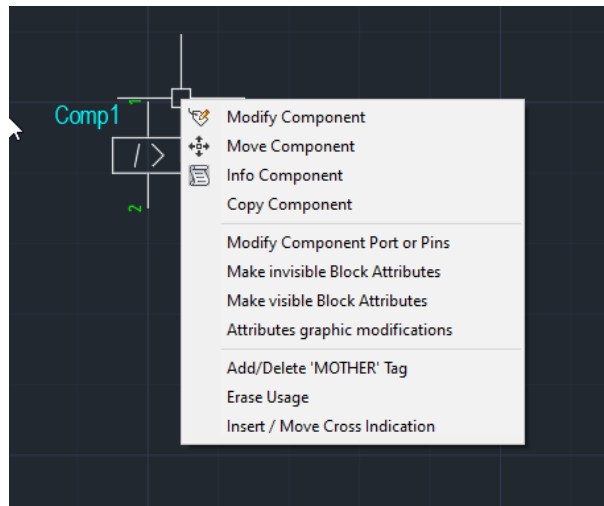 Comp1
1
/ >
2
Modify Component
Move Component
Info Component
Copy Component
Modify Component Port or Pins
Make invisible Block Attributes
Make visible Block Attributes
Attributes graphic modifications
Add/Delete 'MOTHER' Tag
Erase Usage
Insert / Move Cross Indication